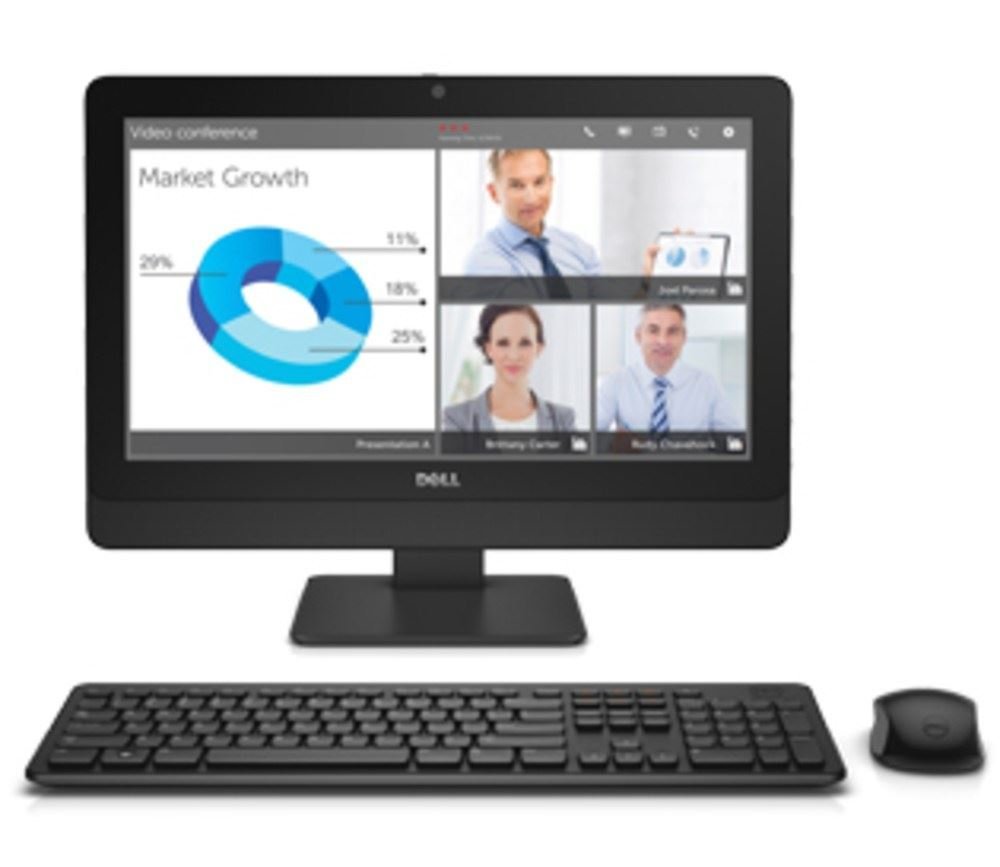 Video conference
Market Growth
11%
29%
18%
25%
Presentation A
Brittany Carter
DELL